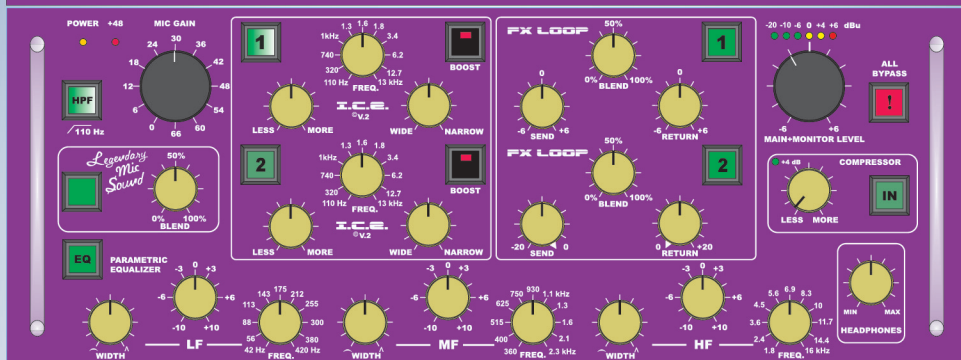 POWER +48 MIC GAIN
24 30 36
18 42
12 48
6 54
0 66 60
HPF
110 Hz
Legendary
Mic
Sound
50%
0% 100%
BLEND
1
1.3 1.6 1.8
1kHz 3.4
740 6.2
320 12.7
110 Hz 13 kHz
FREQ.
BOOST
I.C.E.
©V.2
LESS MORE
WIDE NARROW
2
1.3 1.6 1.8
1kHz 3.4
740 6.2
320 12.7
110 Hz 13 kHz
FREQ.
BOOST
I.C.E.
©V.2
LESS MORE
WIDE NARROW
FX LOOP
50%
0% 100%
BLEND
1
0
-6 +6
SEND
0
-6 +6
RETURN
FX LOOP
50%
0% 100%
BLEND
2
-20 0
SEND
0 +20
RETURN
-20 -10 -6 0 +4 +6 dBu
-6 +6
MAIN+MONITOR LEVEL
ALL
BYPASS
!
COMPRESSOR
+4 dB
LESS MORE
IN
EQ
PARAMETRIC
EQUALIZER
WIDTH
-3 0 +3
-6 +6
-10 +10
LF
143 175 212
113 255
88 300
56 380
42 Hz 420 Hz
FREQ.
WIDTH
-3 0 +3
-6 +6
-10 +10
MF
750 930 1.1 kHz
625 1.3
515 1.6
400 2.1
360 2.3 kHz
FREQ.
WIDTH
-3 0 +3
-6 +6
-10 +10
HF
5.6 6.9 8.3
4.5 10
3.6 11.7
2.4 14.4
1.8 16 kHz
FREQ.
MIN MAX
HEADPHONES